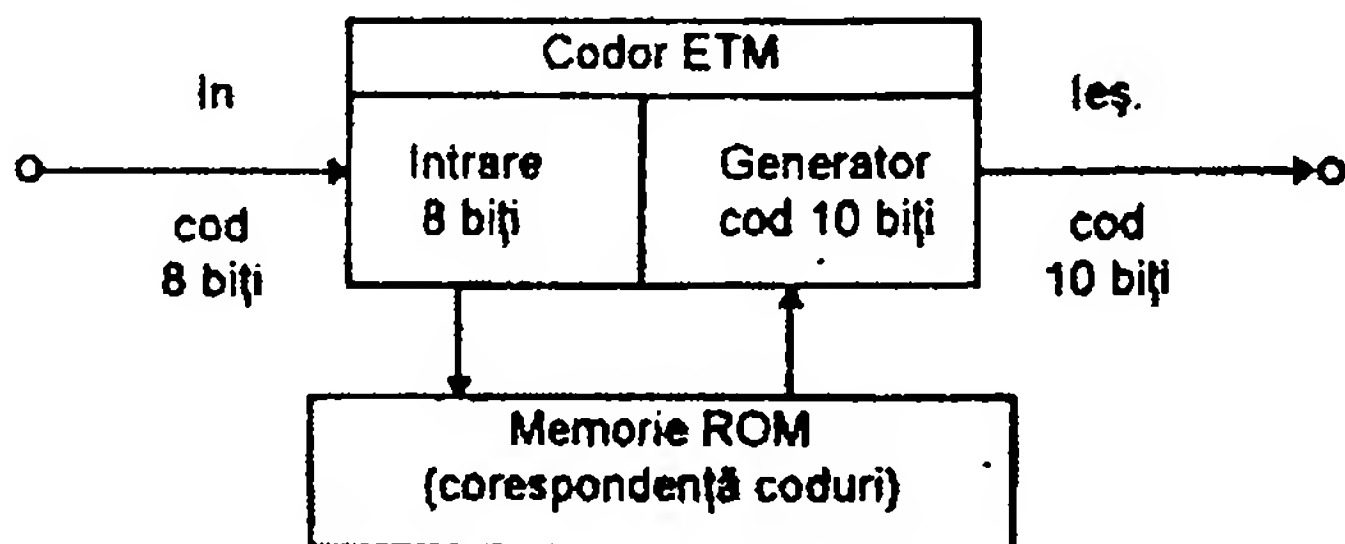 Codor ETM
In
Ieş.
Intrare
8 biţi
Generator
cod 10 biţi
cod
8 biţi
cod
10 biţi
Memorie ROM
(corespondenţă coduri)